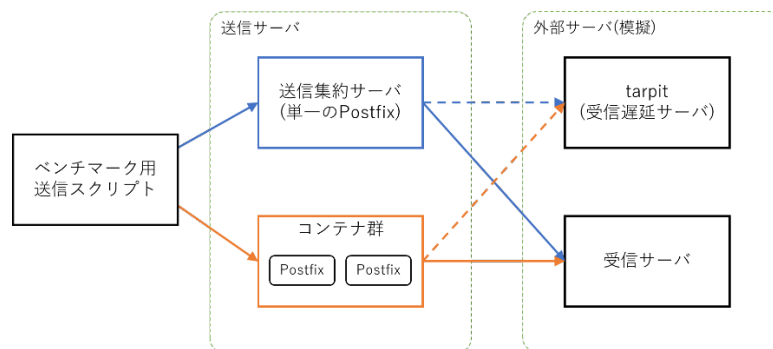 送信サーバ
外部サーバ(模擬)
送信集約サーバ
(単一のPostfix)
tarpit
(受信遅延サーバ)
ベンチマーク用
送信スクリプト
コンテナ群
Postfix
Postfix
受信サーバ